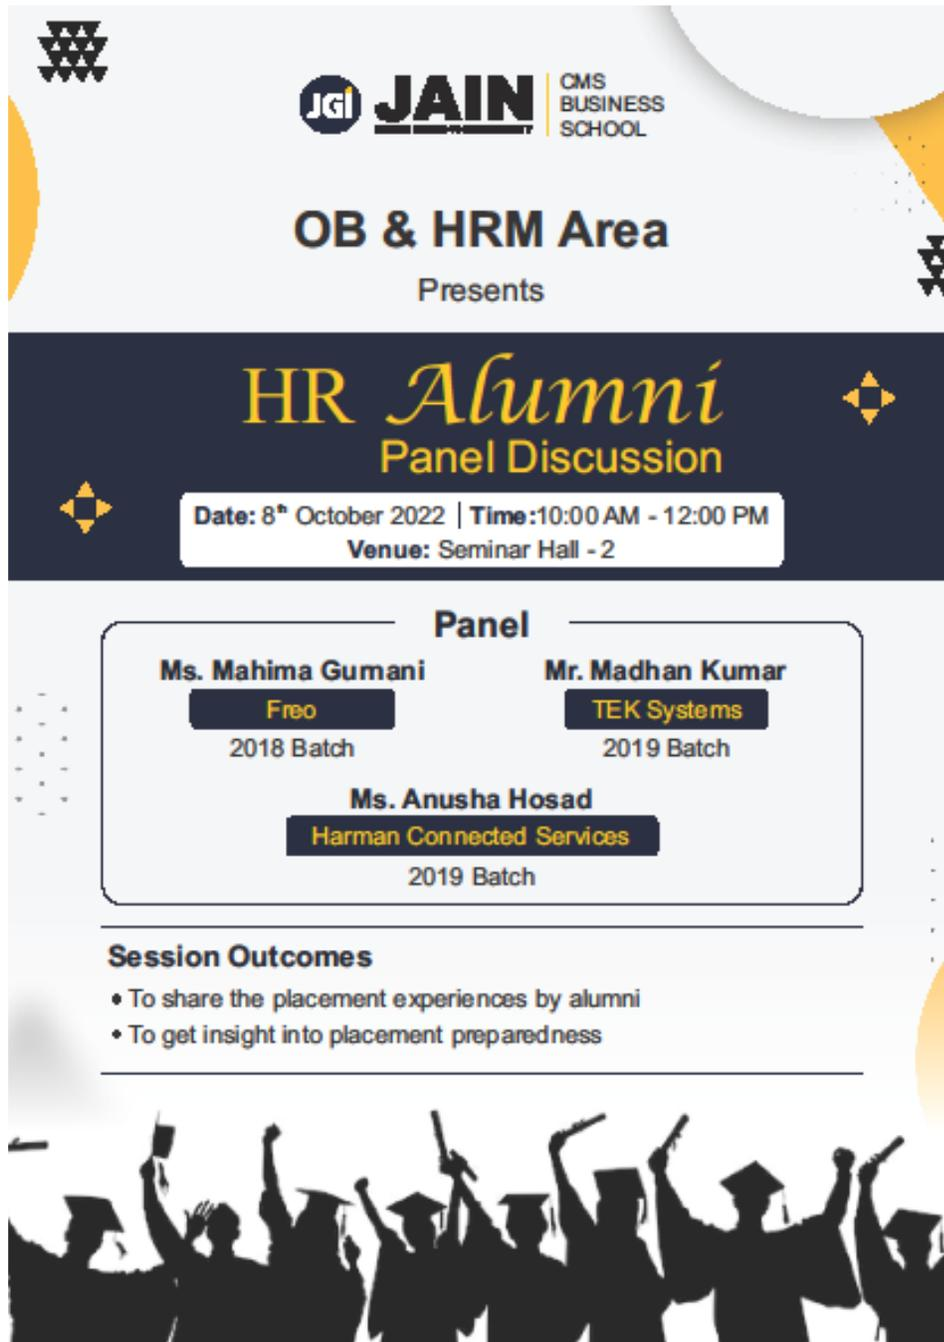 JGi JAIN CMS
BUSINESS
SCHOOL
OB & HRM Area
Presents
HR Alumni
Panel Discussion
Date: 8th October 2022 | Time:10:00 AM - 12:00 PM
Venue: Seminar Hall - 2
Panel
Ms. Mahima Gumani
Freo
2018 Batch
Mr. Madhan Kumar
TEK Systems
2019 Batch
Ms. Anusha Hosad
Harman Connected Services
2019 Batch
Session Outcomes
• To share the placement experiences by alumni
• To get insight into placement preparedness